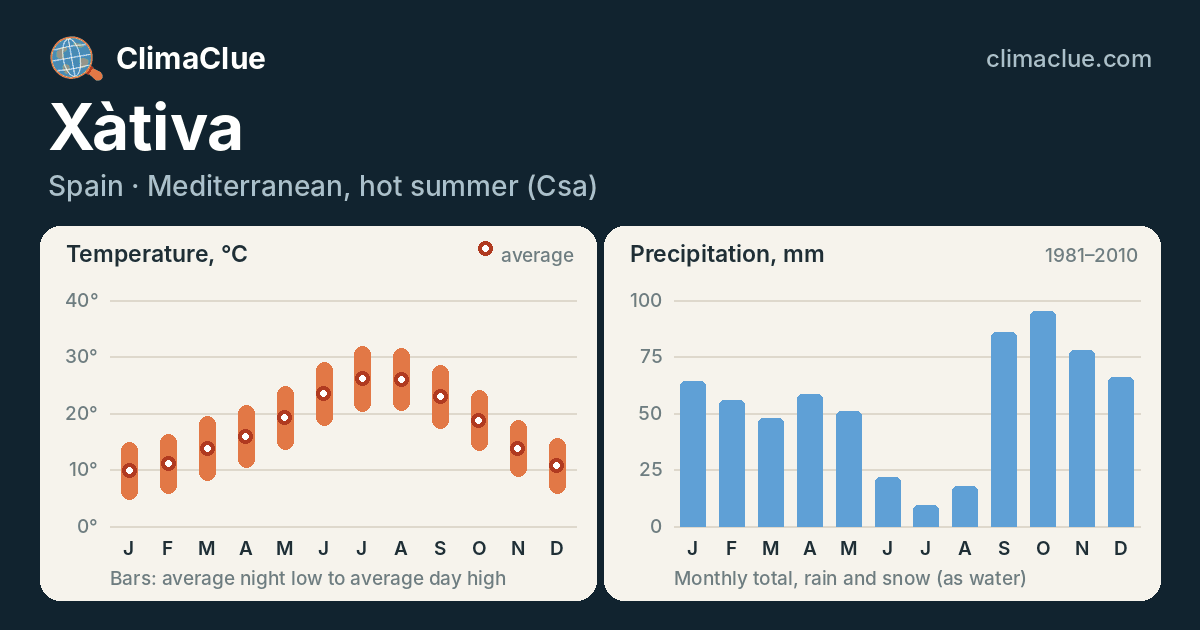 ClimaClue
climaclue.com
Xàtiva
Spain · Mediterranean, hot summer (Csa)
Temperature, °C
average
40°
30°
20°
10°
0°
J F M A M J J A S O N D
Bars: average night low to average day high
Precipitation, mm
1981–2010
100
75
50
25
0
J F M A M J J A S O N D
Monthly total, rain and snow (as water)